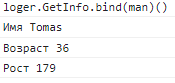 loger.GetInfo.bind(man)()
Имя Tomas
Возраст 36
Рост 179